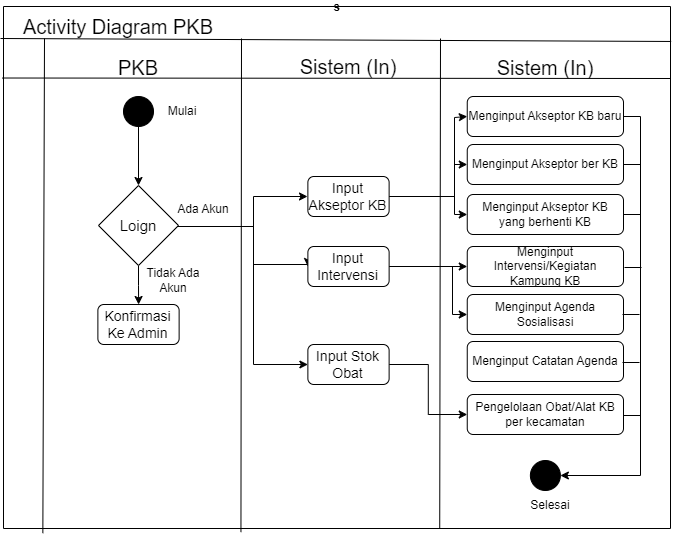 s
Activity Diagram PKB
PKB
Sistem (In)
Sistem (In)
Mulai
Loign
Ada Akun
Tidak Ada
Akun
Konfirmasi
Ke Admin
Input
Akseptor KB
Input
Intervensi
Input Stok
Obat
Menginput Akseptor KB baru
Menginput Akseptor ber KB
Menginput Akseptor KB
yang berhenti KB
Menginput
Intervensi/Kegiatan
Kampung KB
Menginput Agenda
Sosialisasi
Menginput Catatan Agenda
Pengelolaan Obat/Alat KB
per kecamatan
Selesai